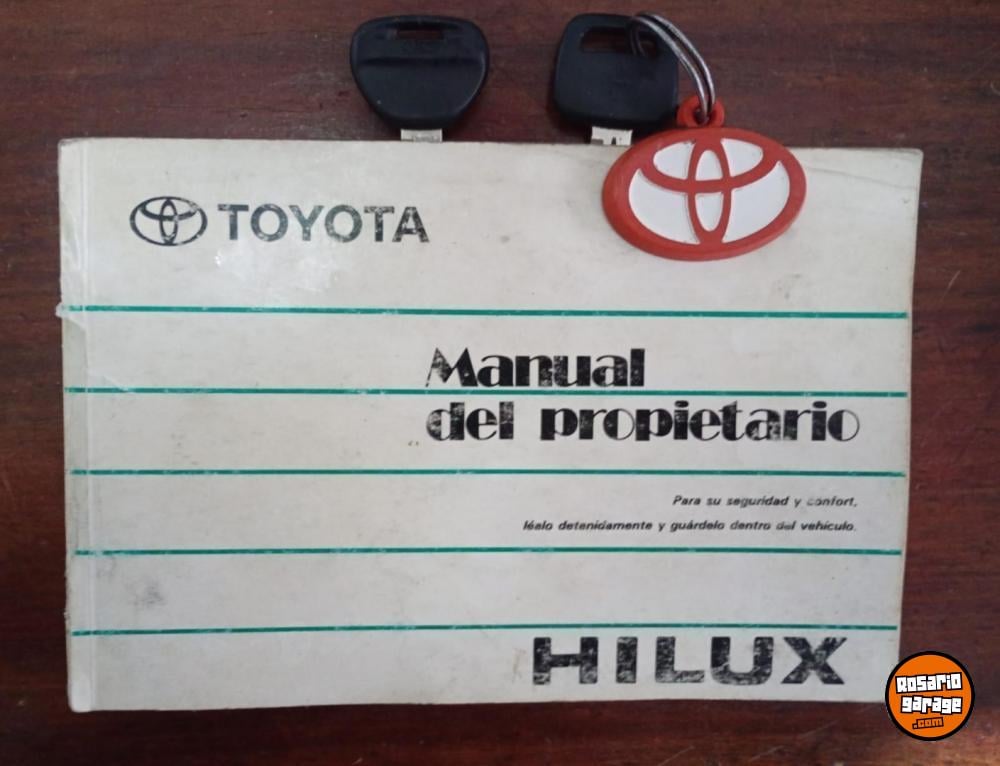 TOYOTA
Manual
del propietario
Para su seguridad y confort,
léalo detenidamente y guárdelo dentro del vehículo.
HILUX
Rosario
garage
.com